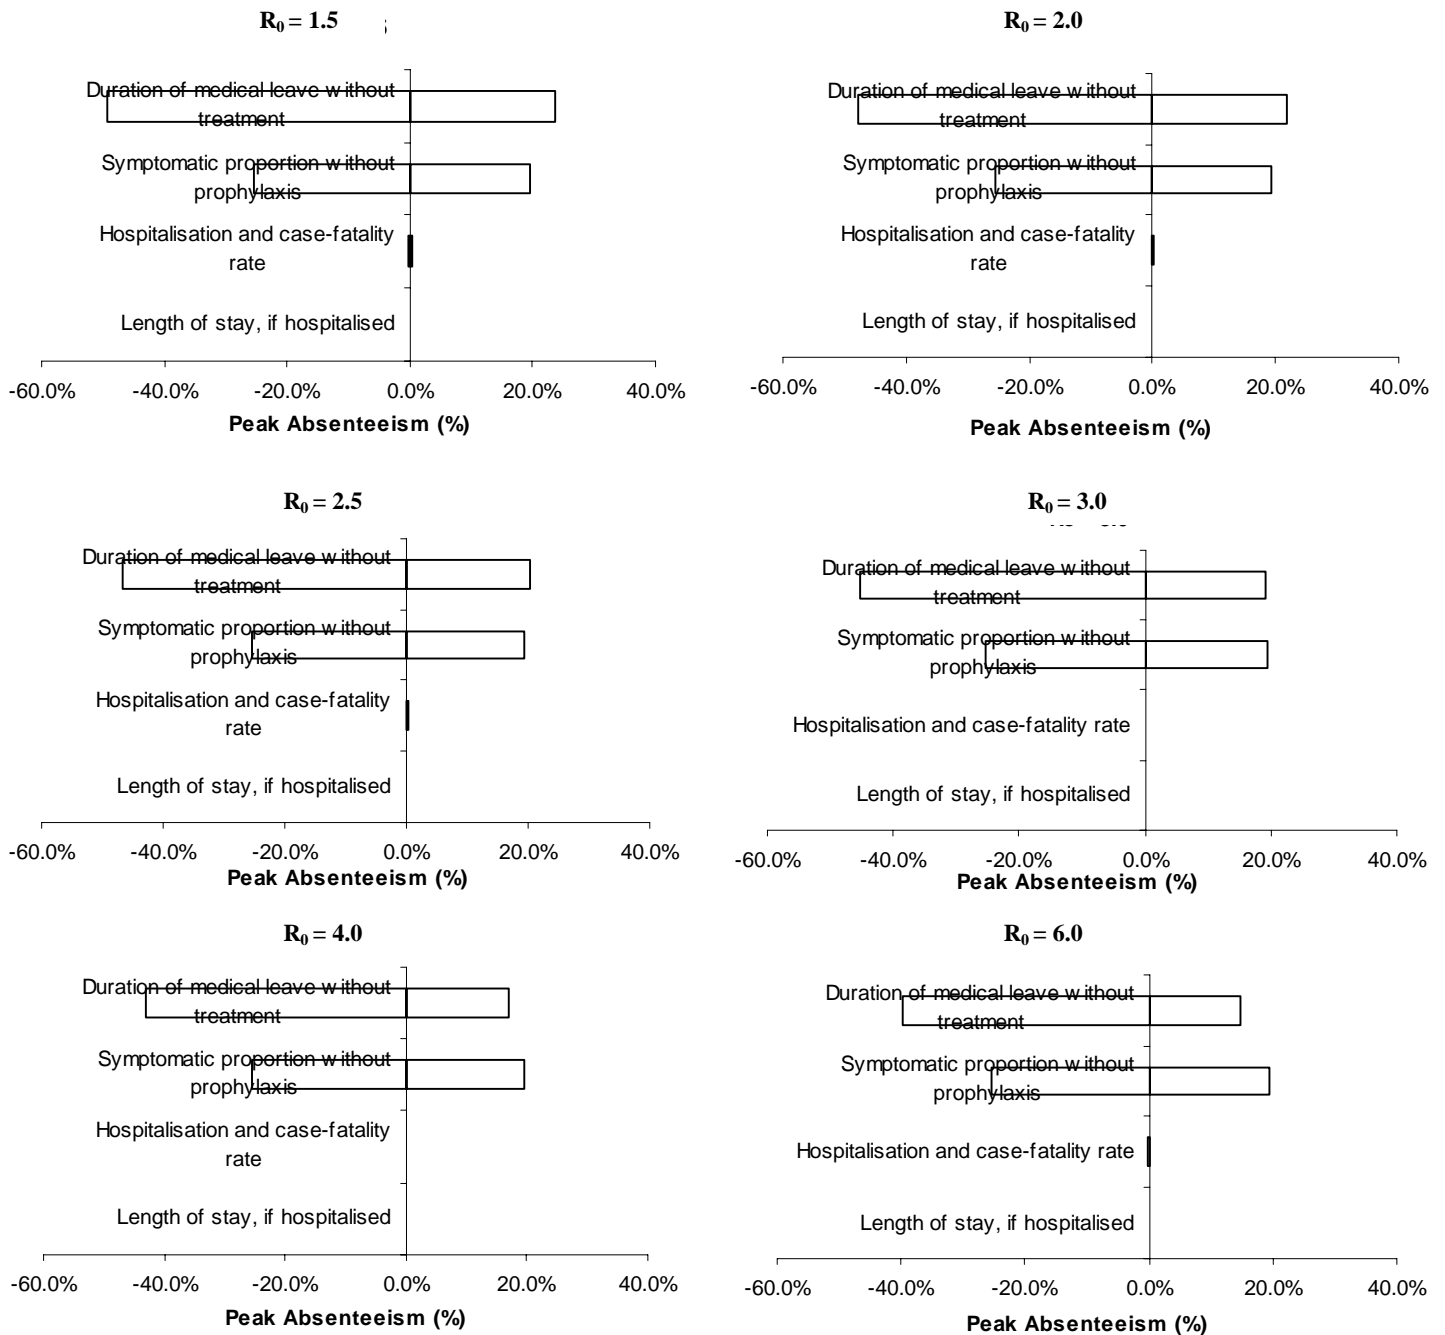 R0 = 1.5
Duration of medical leave without
treatment
Symptomatic proportion without
prophylaxis
Hospitalisation and case-fatality
rate
Length of stay, if hospitalised
-60.0% -40.0% -20.0% 0.0% 20.0% 40.0%
Peak Absenteeism (%)
R0 = 2.0
Duration of medical leave without
treatment
Symptomatic proportion without
prophylaxis
Hospitalisation and case-fatality
rate
Length of stay, if hospitalised
-60.0% -40.0% -20.0% 0.0% 20.0% 40.0%
Peak Absenteeism (%)
R0 = 2.5
Duration of medical leave without
treatment
Symptomatic proportion without
prophylaxis
Hospitalisation and case-fatality
rate
Length of stay, if hospitalised
-60.0% -40.0% -20.0% 0.0% 20.0% 40.0%
Peak Absenteeism (%)
R0 = 3.0
Duration of medical leave without
treatment
Symptomatic proportion without
prophylaxis
Hospitalisation and case-fatality rate
Length of stay, if hospitalised
-60.0% -40.0% -20.0% 0.0% 20.0% 40.0%
Peak Absenteeism (%)
R0 = 4.0
Duration of medical leave without
treatment
Symptomatic proportion without
prophylaxis
Hospitalisation and case-fatality
rate
Length of stay, if hospitalised
-60.0% -40.0% -20.0% 0.0% 20.0% 40.0%
Peak Absenteeism (%)
R0 = 6.0
Duration of medical leave without
treatment
Symptomatic proportion without
prophylaxis
Hospitalisation and case-fatality rate
Length of stay, if hospitalised
-60.0% -40.0% -20.0% 0.0% 20.0% 40.0%
Peak Absenteeism (%)